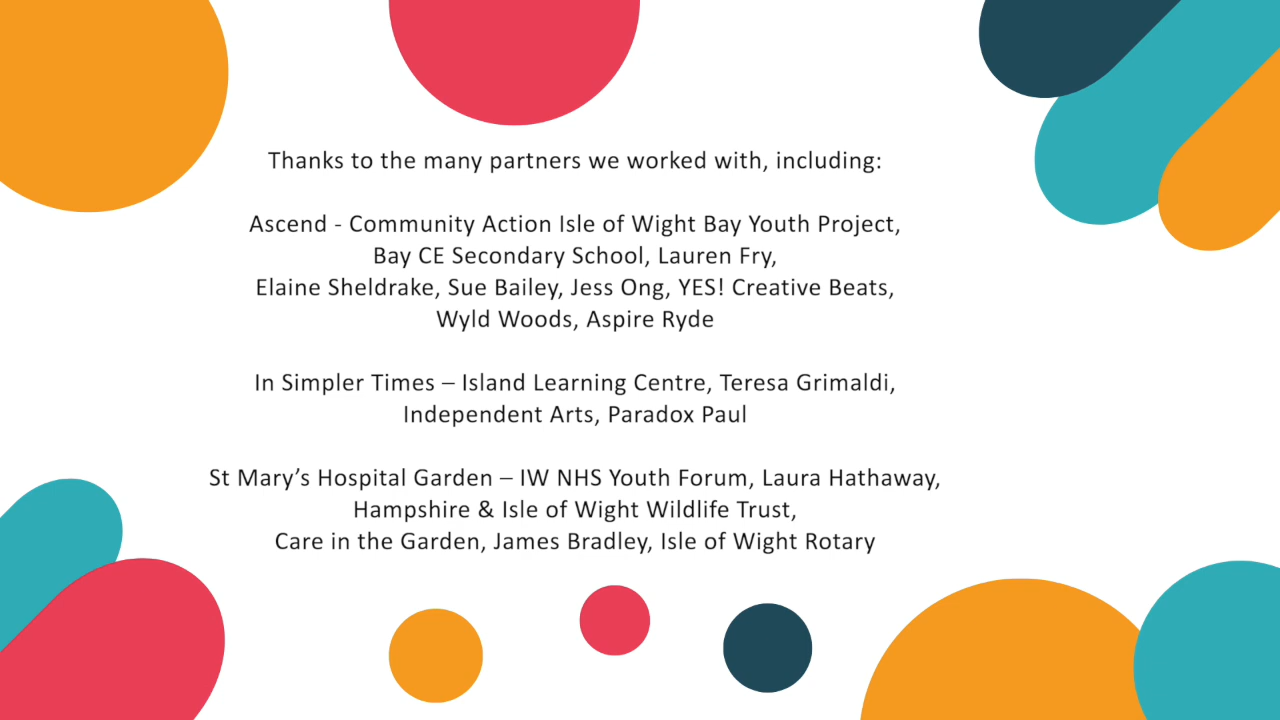 Thanks to the many partners we worked with, including:
Ascend - Community Action Isle of Wight Bay Youth Project,
Bay CE Secondary School, Lauren Fry,
Elaine Sheldrake, Sue Bailey, Jess Ong, YES! Creative Beats,
Wyld Woods, Aspire Ryde
In Simpler Times – Island Learning Centre, Teresa Grimaldi,
Independent Arts, Paradox Paul
St Mary’s Hospital Garden – IW NHS Youth Forum, Laura Hathaway,
Hampshire & Isle of Wight Wildlife Trust,
Care in the Garden, James Bradley, Isle of Wight Rotary